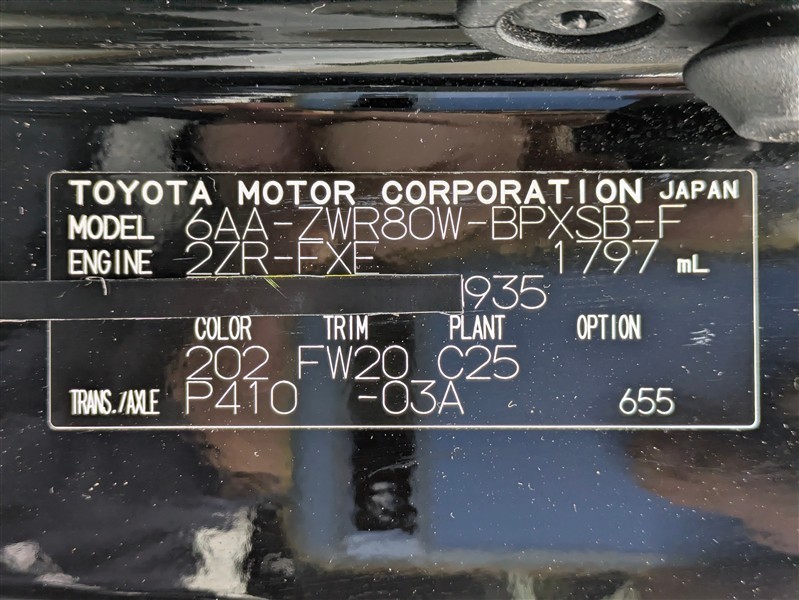 TOYOTA MOTOR CORPORATION JAPAN
MODEL 6AA-ZWR80W-BPXSB-F
ENGINE 2ZR-FXE 1797 mL
935
COLOR TRIM PLANT OPTION
202 FW20 C25
TRANS./AXLE P410 -03A 655